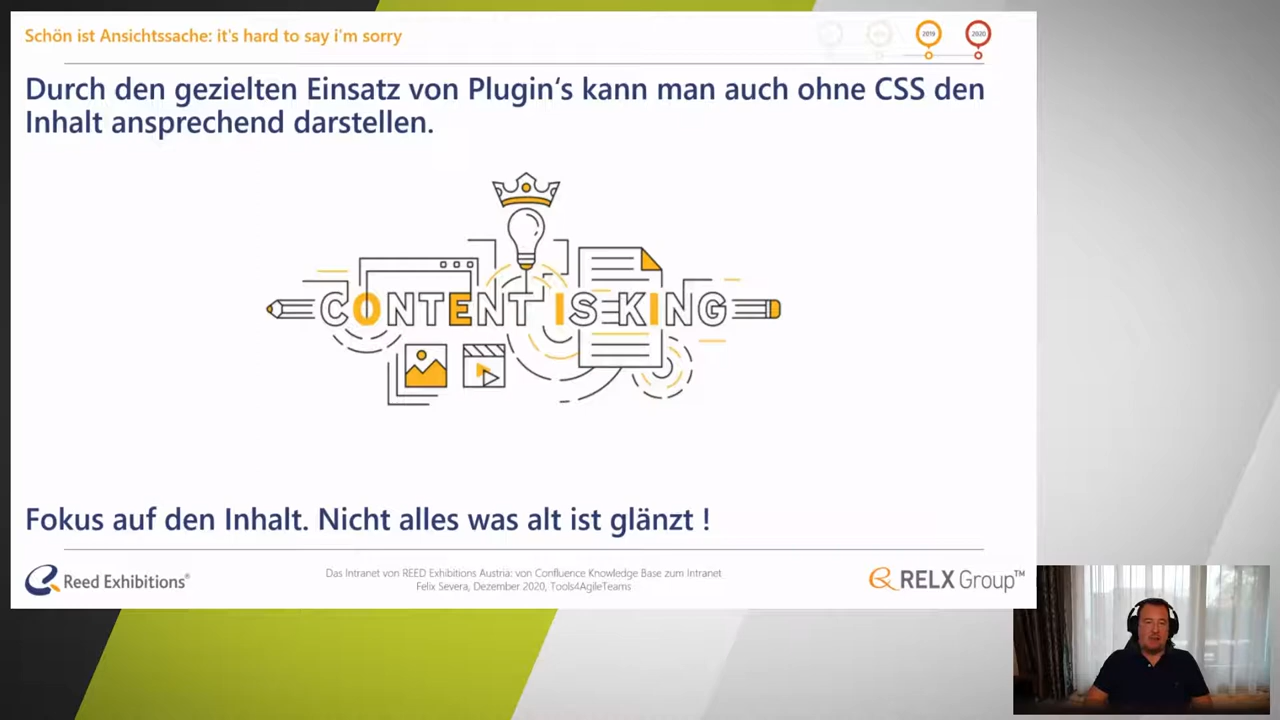 Schön ist Ansichtssache: it's hard to say i'm sorry
2019
2020
Durch den gezielten Einsatz von Plugin's kann man auch ohne CSS den
Inhalt ansprechend darstellen.
CONTENT IS KING
Fokus auf den Inhalt. Nicht alles was alt ist glänzt !
Reed Exhibitions®
Das Intranet von REED Exhibitions Austria: von Confluence Knowledge Base zum Intranet
Felix Severa, Dezember 2020, Tools4AgileTeams
RELX Group™